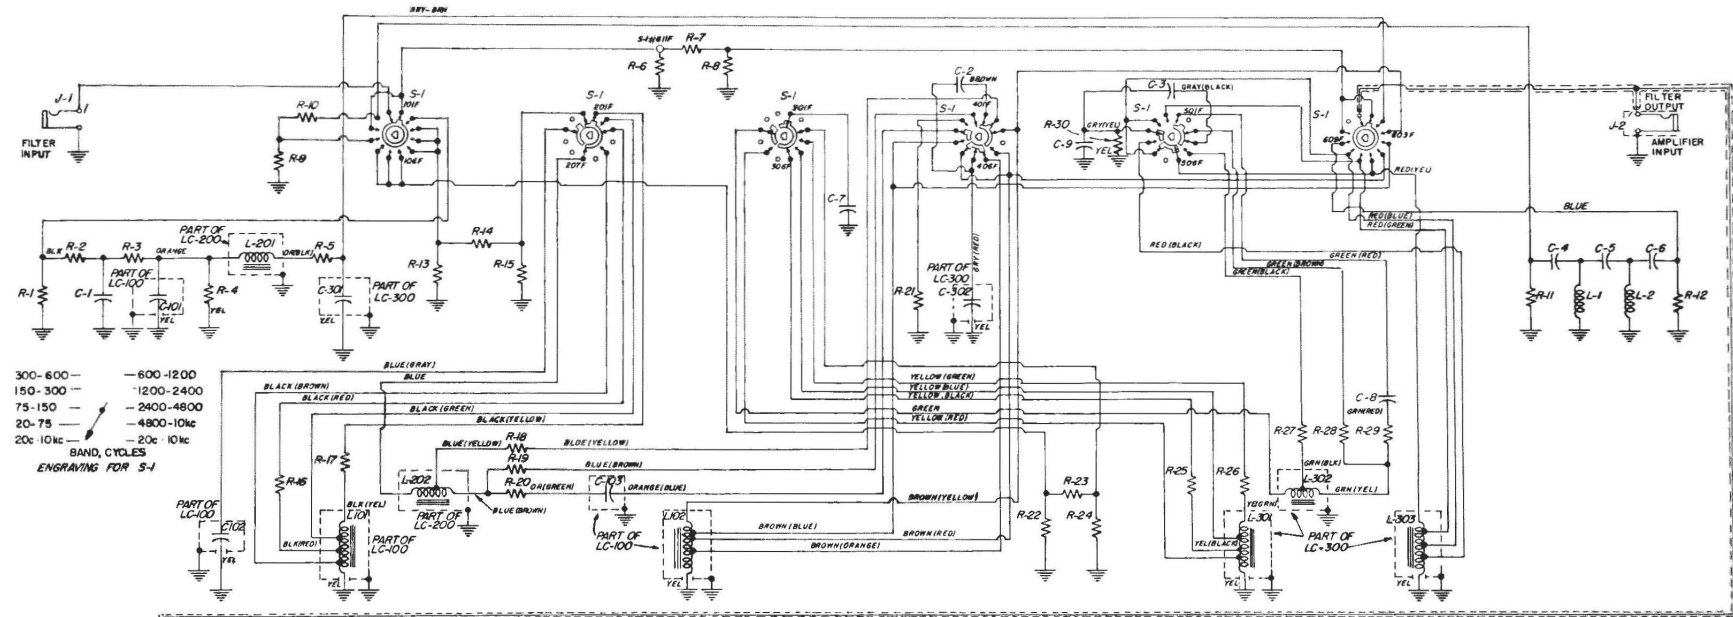 GRY-BRN
S-1#611F
R-7
R-6
R-8
C-2
BROWN
C-3
GRAY(BLACK)
J-1
FILTER
INPUT
R-10
R-9
S-1
101F
106F
S-1
201F
207F
S-1
301F
306F
S-1
401F
406F
R-30
C-9
GRY(YEL)
YEL
S-1
501F
506F
S-1
609F
603F
FILTER
OUTPUT
J-2
AMPLIFIER
INPUT
RED(YEL)
C-7
BLUE
RED(BLUE)
RED(GREEN)
RED(BLACK)
GREEN(RED)
GREEN(BROWN)
GREEN(BLACK)
BLK
R-2
R-3
ORANGE
PART OF
LC-200
L-201
OR(BLK)
R-5
R-14
R-13
R-15
R-1
C-1
PART OF
LC-100
C-101
YEL
R-4
YEL
C-301
YEL
PART OF
LC-300
R-21
PART OF
LC-300
C-302
YEL
GRY(RED)
C-4
C-5
C-6
R-11
L-1
L-2
R-12
300-600
600-1200
150-300
1200-2400
75-150
2400-4800
20-75
4800-10kc
20c-10kc
20c-10kc
BAND, CYCLES
ENGRAVING FOR S-1
BLUE(GRAY)
BLUE
BLACK(BROWN)
BLACK(RED)
BLACK(GREEN)
BLACK(YELLOW)
YELLOW(GREEN)
YELLOW(BLUE)
YELLOW(BLACK)
GREEN
YELLOW(RED)
C-8
GRN(RED)
R-27
R-28
R-29
R-18
BLUE(YELLOW)
BLUE(YELLOW)
R-19
BLUE(BROWN)
R-20
OR(GREEN)
C-103
ORANGE(BLUE)
BLUE(BROWN)
L-202
PART OF
LC-200
R-17
R-16
BLK(YEL)
L101
BLK(RED)
PART OF
LC-100
YEL
PART OF
LC-100
C102
YEL
PART OF
LC-100
L102
YEL
BROWN(YELLOW)
BROWN(BLUE)
BROWN(RED)
BROWN(ORANGE)
R-23
R-22
R-24
R-25
R-26
GRN(BLK)
L-302
GRN(YEL)
YE(GRN)
L-301
YEL(BLACK)
YEL
PART OF
LC-300
L-303
YEL